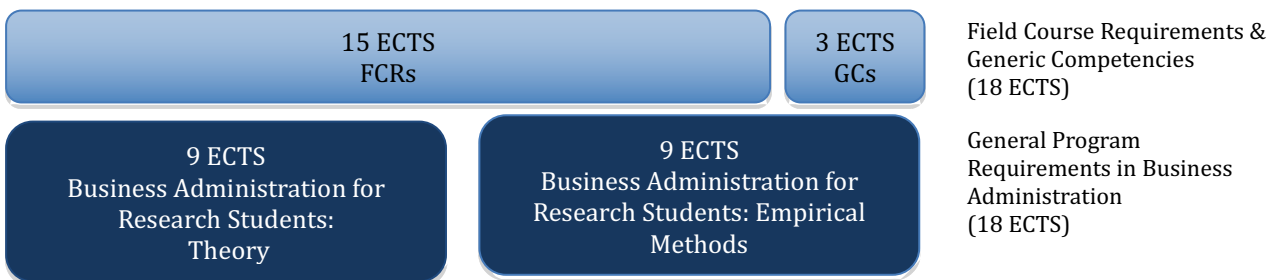 15 ECTS
FCRs
3 ECTS
GCs
Field Course Requirements &
Generic Competencies
(18 ECTS)
9 ECTS
Business Administration for
Research Students:
Theory
9 ECTS
Business Administration for
Research Students: Empirical
Methods
General Program
Requirements in Business
Administration
(18 ECTS)